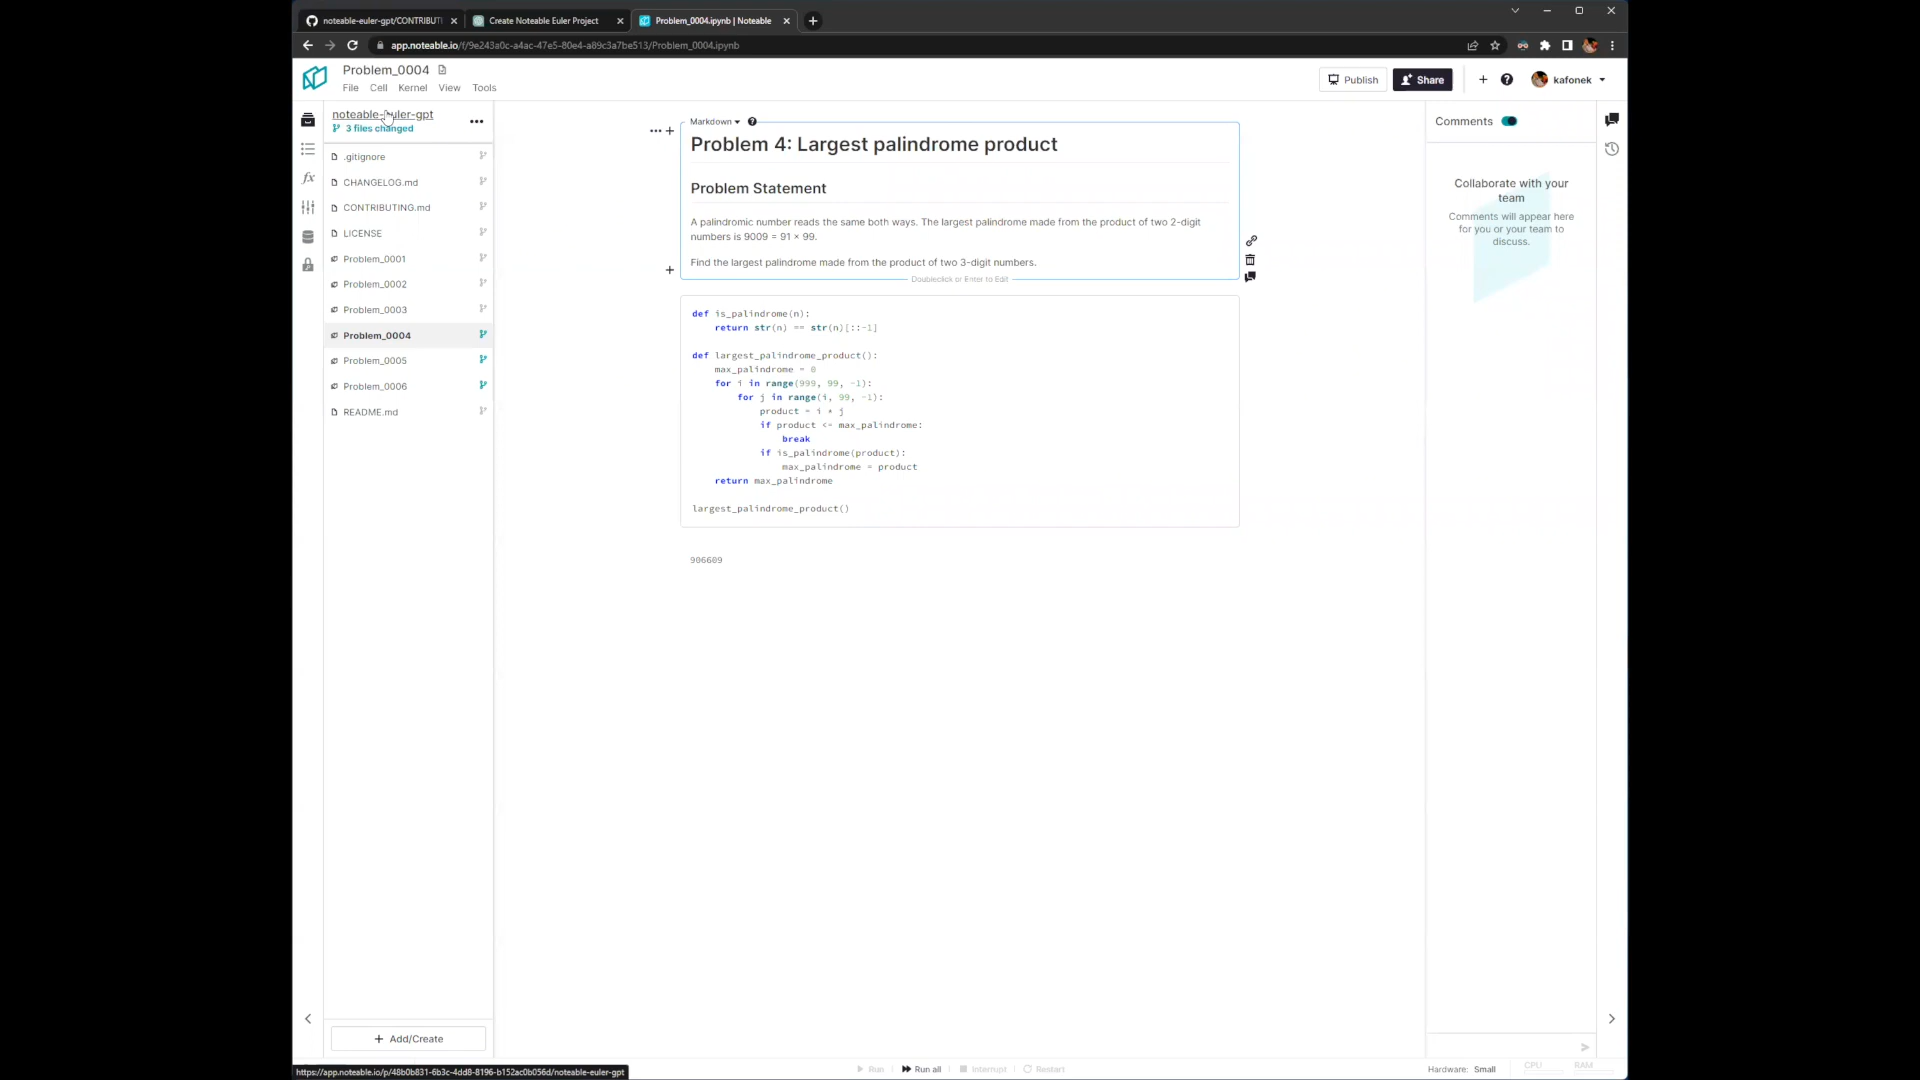 noteable-euler-gpt/CONTRIBUTI
Create Noteable Euler Project
Problem_0004.ipynb | Noteable
app.noteable.io/f/9e243a0c-a4ac-47e5-80e4-a89c3a7be513/Problem_0004.ipynb
Problem_0004
File Cell Kernel View Tools
Publish
Share
kafonek
noteable-euler-gpt
3 files changed
.gitignore
CHANGELOG.md
CONTRIBUTING.md
LICENSE
Problem_0001
Problem_0002
Problem_0003
Problem_0004
Problem_0005
Problem_0006
README.md
Add/Create
Markdown
Problem 4: Largest palindrome product
Problem Statement
A palindromic number reads the same both ways. The largest palindrome made from the product of two 2-digit
numbers is 9009 = 91 × 99.
Find the largest palindrome made from the product of two 3-digit numbers.
Doubleclick or Enter to Edit
def is_palindrome(n):
return str(n) == str(n)[::-1]
def largest_palindrome_product():
max_palindrome = 0
for i in range(999, 99, -1):
for j in range(i, 99, -1):
product = i * j
if product <= max_palindrome:
break
if is_palindrome(product):
max_palindrome = product
return max_palindrome
largest_palindrome_product()
906609
Comments
Collaborate with your
team
Comments will appear here
for you or your team to
discuss.
https://app.noteable.io/p/48b0b831-6b3c-4dd8-8196-b152ac0b056d/noteable-euler-gpt
Run
Run all
Interrupt
Restart
Hardware: Small
CPU
RAM